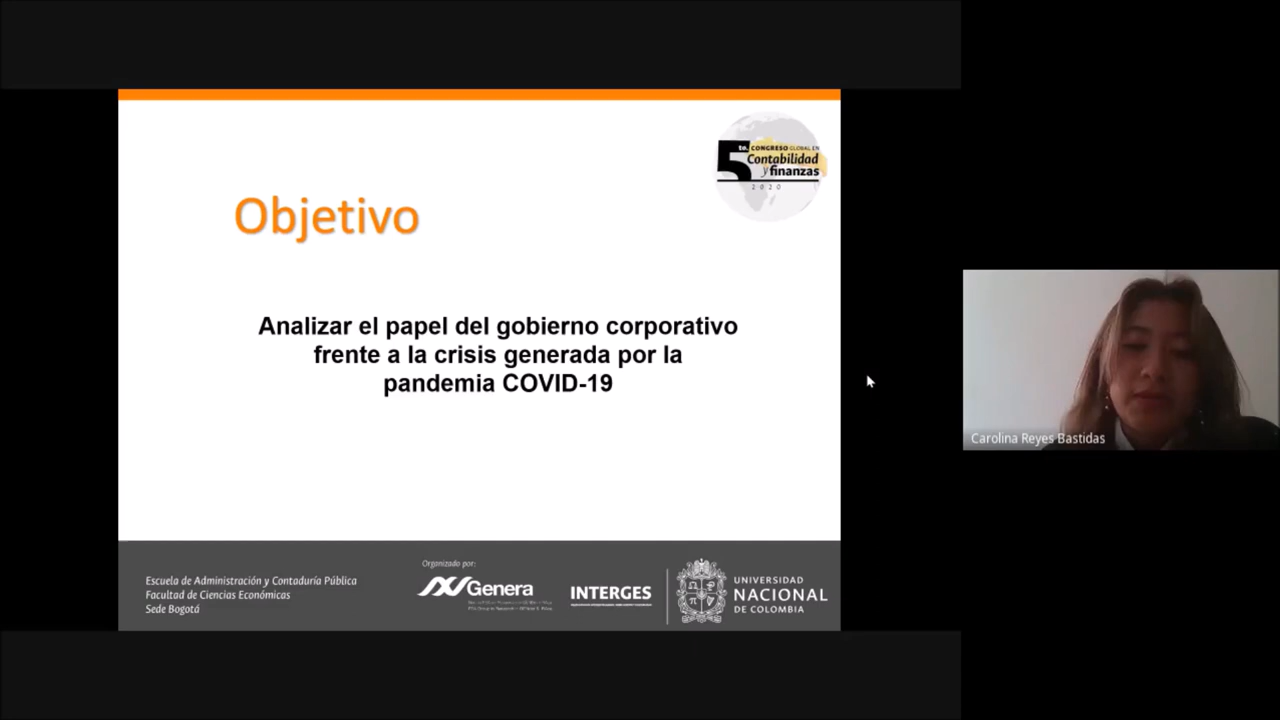 5to. CONGRESO GLOBAL EN
Contabilidad
y finanzas
2020
Objetivo
Analizar el papel del gobierno corporativo
frente a la crisis generada por la
pandemia COVID-19
Carolina Reyes Bastidas
Escuela de Administración y Contaduría Pública
Facultad de Ciencias Económicas
Sede Bogotá
Organizado por:
Genera
INTERGES
UNIVERSIDAD
NACIONAL
DE COLOMBIA